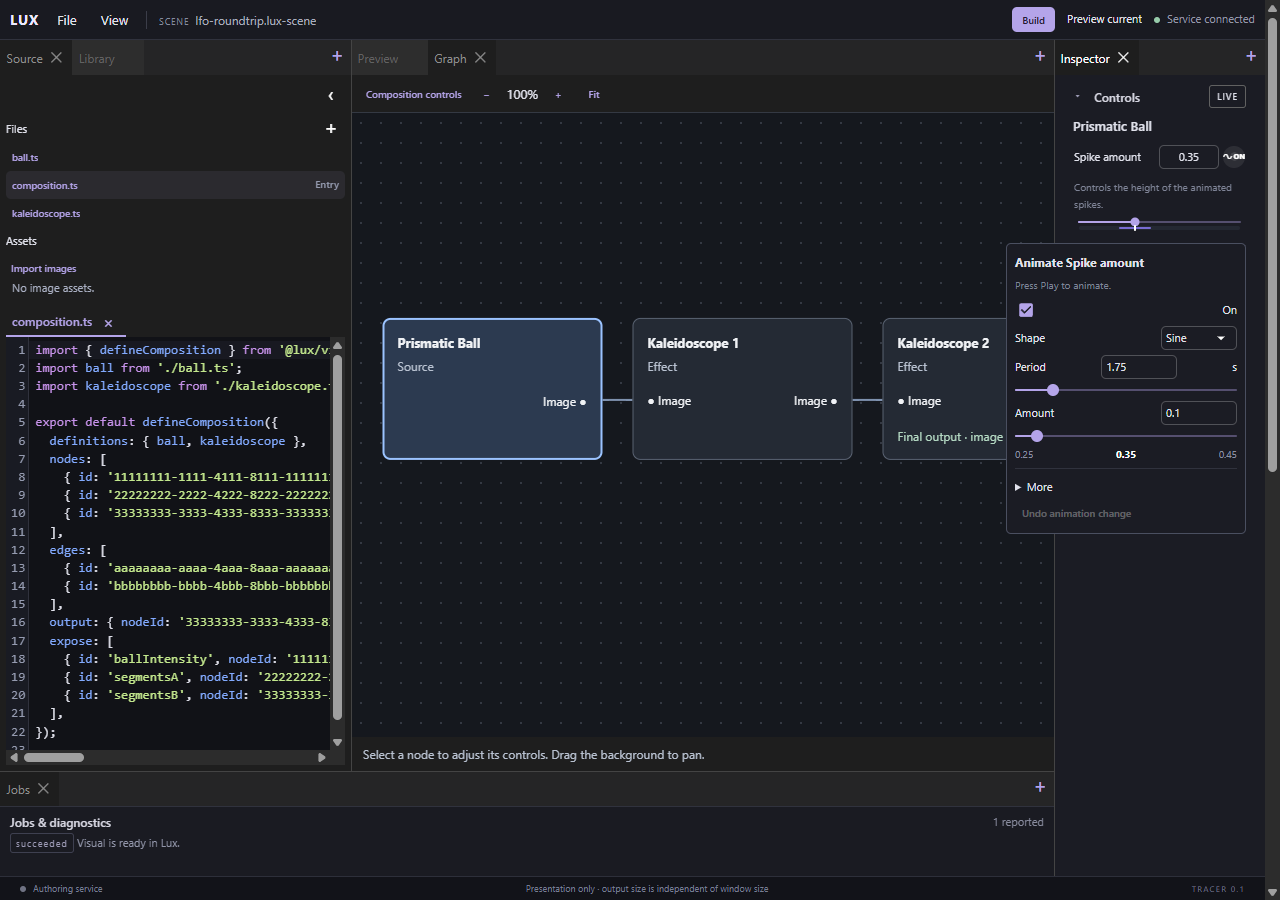 LUX File View SCENE lfo-roundtrip.lux-scene Build Preview current Service connected
Source Library + Preview Graph + Inspector +
Composition controls − 100% + Fit
Files +
ball.ts
composition.ts Entry
kaleidoscope.ts
Assets
Import images
No image assets.
composition.ts
1 import { defineComposition } from '@lux/v
2 import ball from './ball.ts';
3 import kaleidoscope from './kaleidoscope.
4
5 export default defineComposition({
6 definitions: { ball, kaleidoscope },
7 nodes: [
8 { id: '11111111-1111-4111-8111-111111
9 { id: '22222222-2222-4222-8222-222222
10 { id: '33333333-3333-4333-8333-333333
11 ],
12 edges: [
13 { id: 'aaaaaaaa-aaaa-4aaa-8aaa-aaaaaa
14 { id: 'bbbbbbbb-bbbb-4bbb-8bbb-bbbbbb
15 ],
16 output: { nodeId: '33333333-3333-4333-8
17 expose: [
18 { id: 'ballIntensity', nodeId: '11111
19 { id: 'segmentsA', nodeId: '22222222-
20 { id: 'segmentsB', nodeId: '33333333-
21 ],
22 });
23
Prismatic Ball
Source
Image
Kaleidoscope 1
Effect
Image Image
Kaleidoscope 2
Effect
Image
Final output · image
Select a node to adjust its controls. Drag the background to pan.
Controls LIVE
Prismatic Ball
Spike amount 0.35 ON
Controls the height of the animated
spikes.
Animate Spike amount
Press Play to animate.
On
Shape Sine
Period 1.75 s
Amount 0.1
0.25 0.35 0.45
More
Undo animation change
Jobs +
Jobs & diagnostics 1 reported
succeeded Visual is ready in Lux.
Authoring service Presentation only · output size is independent of window size TRACER 0.1